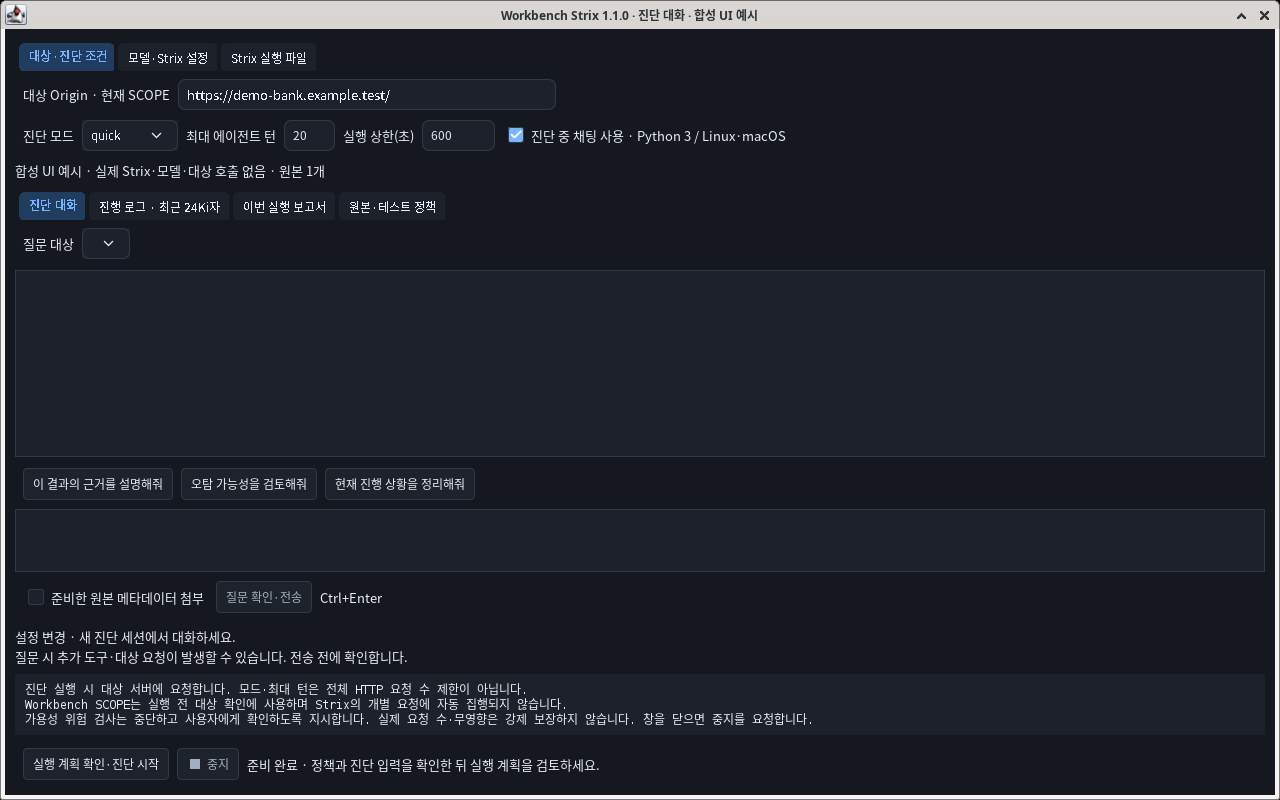 Workbench Strix 1.1.0 · 진단 대화 · 합성 UI 예시
대상 · 진단 조건 모델 · Strix 설정 Strix 실행 파일
대상 Origin · 현재 SCOPE https://demo-bank.example.test/
진단 모드 quick 최대 에이전트 턴 20 실행 상한(초) 600 진단 중 채팅 사용 · Python 3 / Linux·macOS
합성 UI 예시 · 실제 Strix·모델·대상 호출 없음 · 원본 1개
진단 대화 진행 로그 · 최근 24Ki자 이번 실행 보고서 원본·테스트 정책
질문 대상
이 결과의 근거를 설명해줘 오탐 가능성을 검토해줘 현재 진행 상황을 정리해줘
준비한 원본 메타데이터 첨부 질문 확인·전송 Ctrl+Enter
설정 변경 · 새 진단 세션에서 대화하세요.
질문 시 추가 도구·대상 요청이 발생할 수 있습니다. 전송 전에 확인합니다.
진단 실행 시 대상 서버에 요청합니다. 모드·최대 턴은 전체 HTTP 요청 수 제한이 아닙니다.
Workbench SCOPE는 실행 전 대상 확인에 사용하며 Strix의 개별 요청에 자동 집행되지 않습니다.
가용성 위험 검사는 중단하고 사용자에게 확인하도록 지시합니다. 실제 요청 수·무영향은 강제 보장하지 않습니다. 창을 닫으면 중지를 요청합니다.
실행 계획 확인·진단 시작 ■ 중지 준비 완료 · 정책과 진단 입력을 확인한 뒤 실행 계획을 검토하세요.